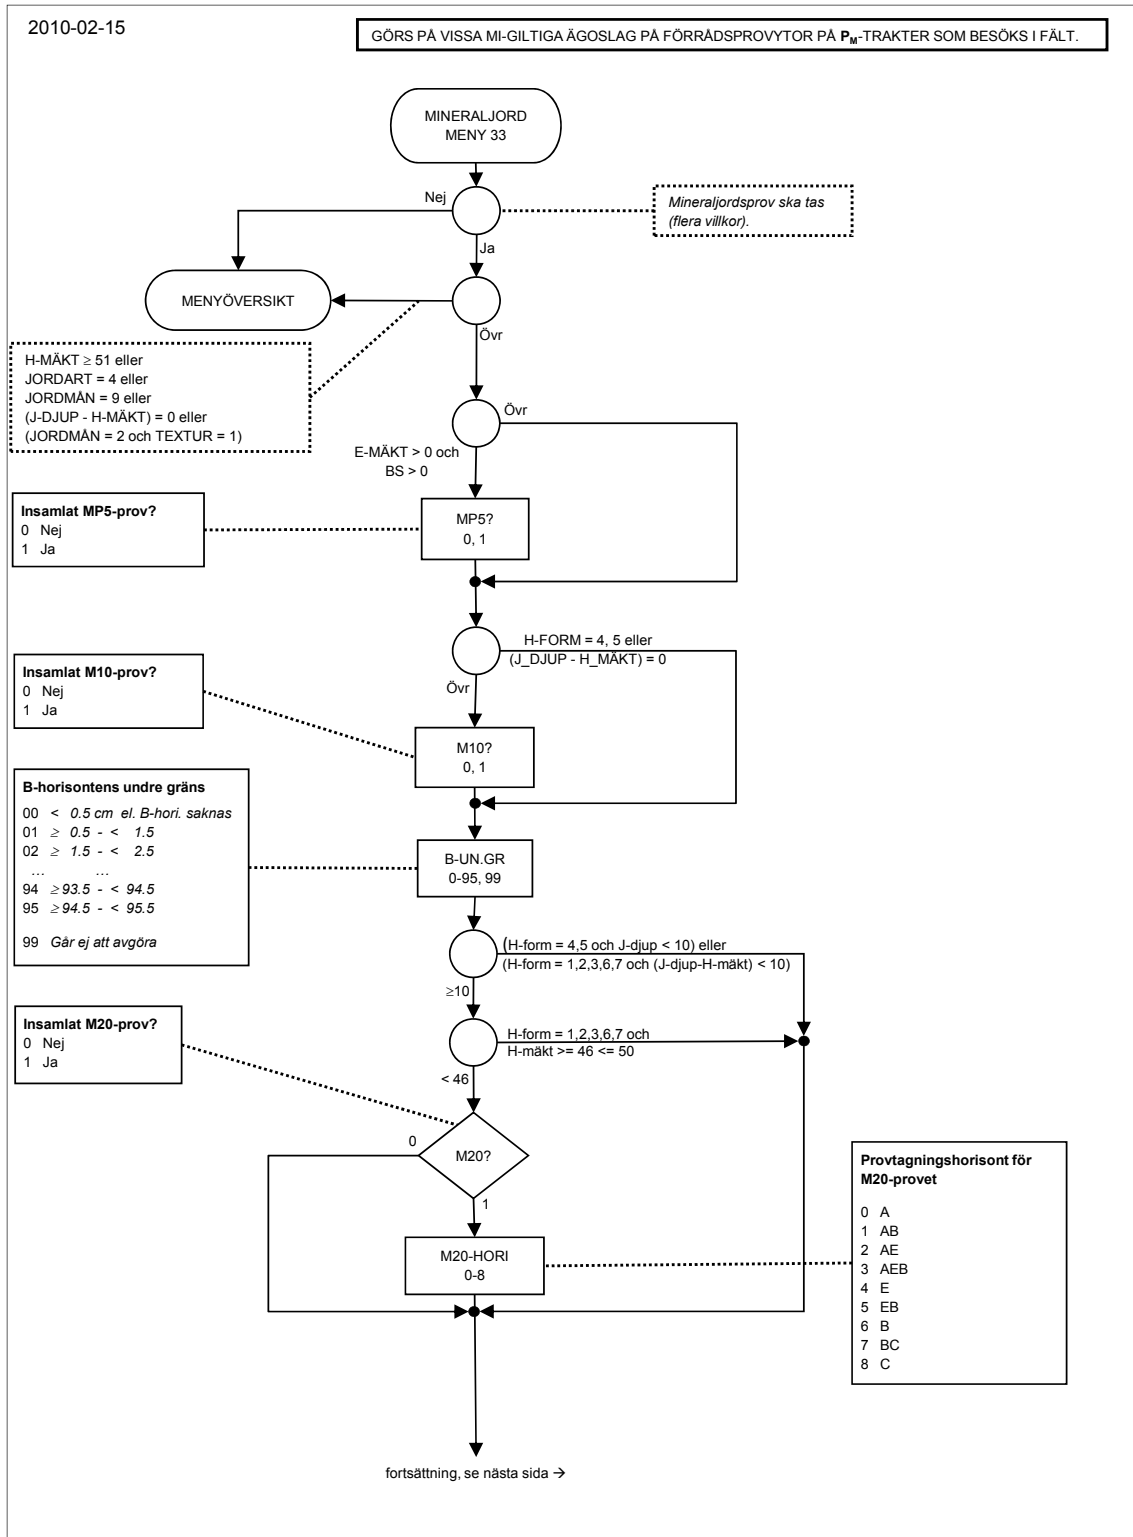 2010-02-15
GÖRS PÅ VISSA MI-GILTIGA ÄGOSLAG PÅ FÖRRÅDSPROVYTOR PÅ PM-TRAKTER SOM BESÖKS I FÄLT.
MINERALJORD
MENY 33
Nej
Mineraljordsprov ska tas
(flera villkor).
Ja
MENYÖVERSIKT
Övr
H-MÄKT ≥ 51 eller
JORDART = 4 eller
JORDMÅN = 9 eller
(J-DJUP - H-MÄKT) = 0 eller
(JORDMÅN = 2 och TEXTUR = 1)
Övr
E-MÄKT > 0 och
BS > 0
Insamlat MP5-prov?
0 Nej
1 Ja
MP5?
0, 1
H-FORM = 4, 5 eller
(J_DJUP - H_MÄKT) = 0
Övr
Insamlat M10-prov?
0 Nej
1 Ja
M10?
0, 1
B-horisontens undre gräns
00 < 0.5 cm el. B-hori. saknas
01 ≥ 0.5 - < 1.5
02 ≥ 1.5 - < 2.5
... ...
94 ≥ 93.5 - < 94.5
95 ≥ 94.5 - < 95.5
99 Går ej att avgöra
B-UN.GR
0-95, 99
(H-form = 4,5 och J-djup < 10) eller
(H-form = 1,2,3,6,7 och (J-djup-H-mäkt) < 10)
≥10
Insamlat M20-prov?
0 Nej
1 Ja
H-form = 1,2,3,6,7 och
H-mäkt >= 46 <= 50
< 46
0
M20?
1
M20-HORI
0-8
Provtagningshorisont för
M20-provet
0 A
1 AB
2 AE
3 AEB
4 E
5 EB
6 B
7 BC
8 C
fortsättning, se nästa sida →